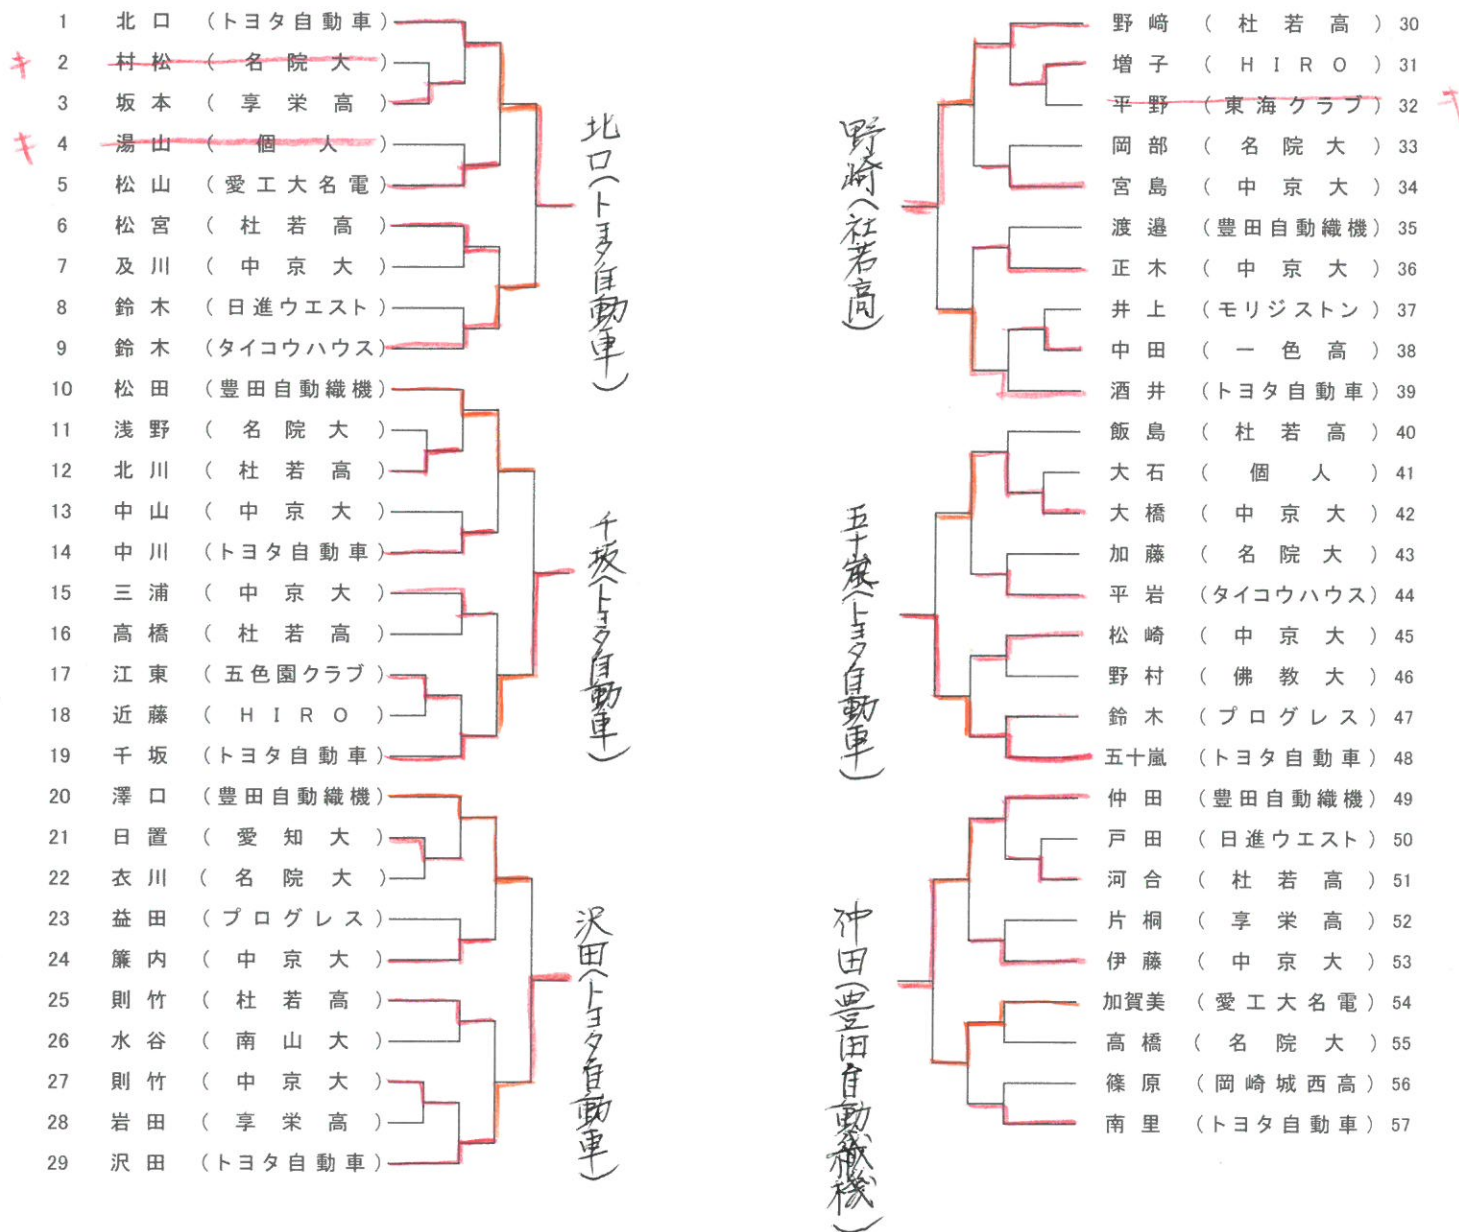 1 北口 (トヨタ自動車)
キ 2 村松 (名院大)
3 坂本 (享栄高)
キ 4 湯山 (個人)
5 松山 (愛工大名電)
6 松宮 (杜若高)
7 及川 (中京大)
8 鈴木 (日進ウエスト)
9 鈴木 (タイコウハウス)
北口(トヨタ自動車)
10 松田 (豊田自動織機)
11 浅野 (名院大)
12 北川 (杜若高)
13 中山 (中京大)
14 中川 (トヨタ自動車)
15 三浦 (中京大)
16 高橋 (杜若高)
17 江東 (五色園クラブ)
18 近藤 (HIRO)
19 千坂 (トヨタ自動車)
千坂(トヨタ自動車)
20 澤口 (豊田自動織機)
21 日置 (愛知大)
22 衣川 (名院大)
23 益田 (プログレス)
24 簾内 (中京大)
25 則竹 (杜若高)
26 水谷 (南山大)
27 則竹 (中京大)
28 岩田 (享栄高)
29 沢田 (トヨタ自動車)
沢田(トヨタ自動車)
野﨑 (杜若高) 30
増子 (HIRO) 31
平野 (東海クラブ) 32 キ
岡部 (名院大) 33
宮島 (中京大) 34
渡邉 (豊田自動織機) 35
正木 (中京大) 36
井上 (モリジストン) 37
中田 (一色高) 38
酒井 (トヨタ自動車) 39
野崎(社若高)
飯島 (杜若高) 40
大石 (個人) 41
大橋 (中京大) 42
加藤 (名院大) 43
平岩 (タイコウハウス) 44
松崎 (中京大) 45
野村 (佛教大) 46
鈴木 (プログレス) 47
五十嵐 (トヨタ自動車) 48
五十嵐(トヨタ自動車)
仲田 (豊田自動織機) 49
戸田 (日進ウエスト) 50
河合 (杜若高) 51
片桐 (享栄高) 52
伊藤 (中京大) 53
加賀美 (愛工大名電) 54
高橋 (名院大) 55
篠原 (岡崎城西高) 56
南里 (トヨタ自動車) 57
仲田(豊田自動織機)